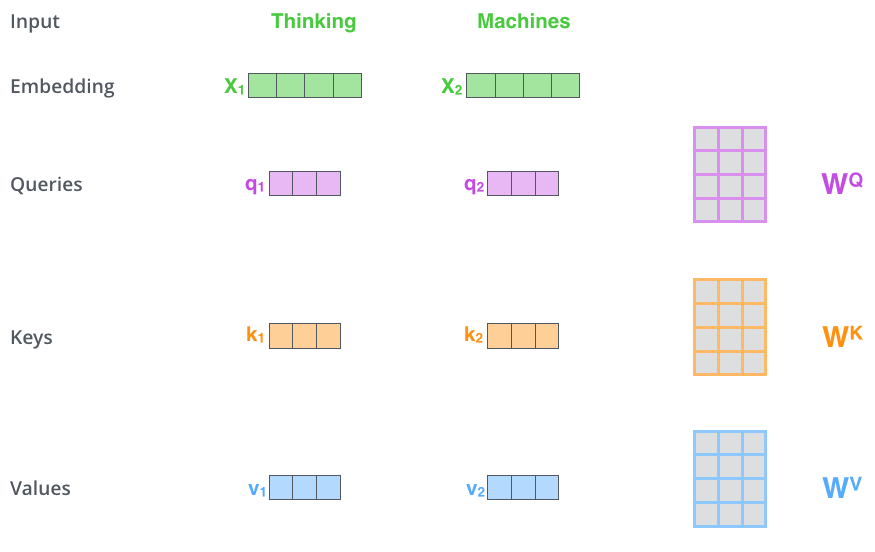 Input Thinking Machines
Embedding X1 X2
Queries q1 q2 WQ
Keys k1 k2 WK
Values v1 v2 WV